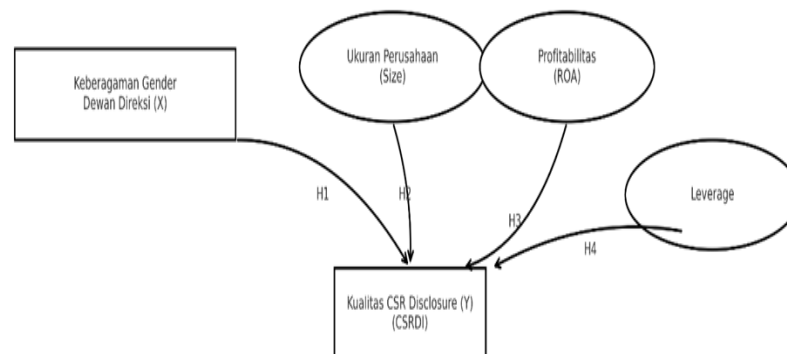 Keberagaman Gender
Dewan Direksi (X)
Ukuran Perusahaan
(Size)
Profitabilitas
(ROA)
Leverage
H1
H2
H3
H4
Kualitas CSR Disclosure (Y)
(CSRDI)